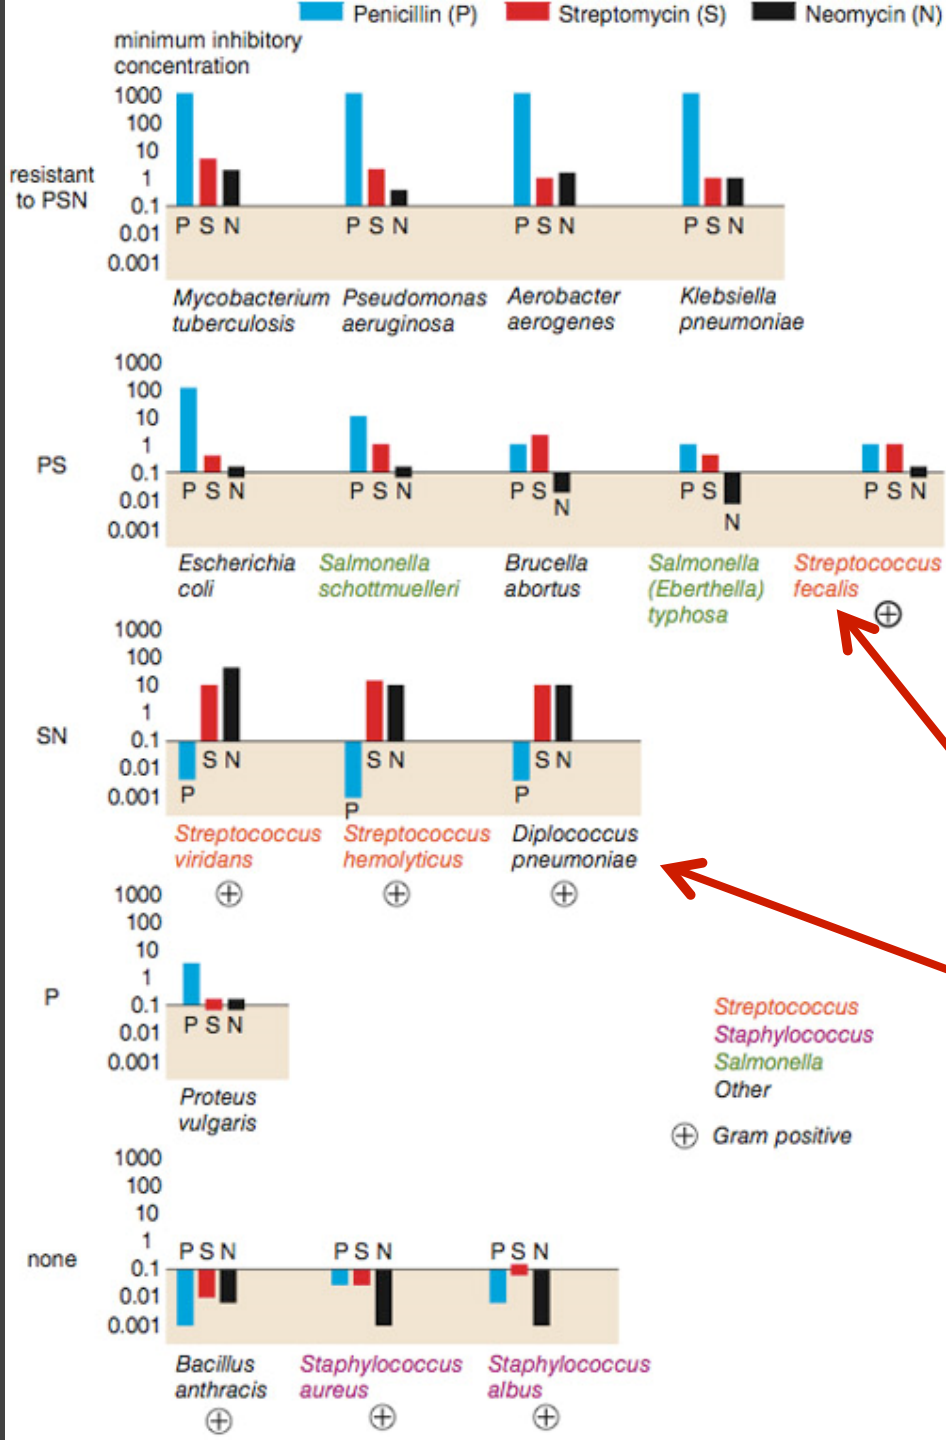 Penicillin (P) Streptomycin (S) Neomycin (N)
minimum inhibitory
concentration
1000
100
10
1
0.1
0.01
0.001
resistant
to PSN
P S N P S N P S N P S N
Mycobacterium Pseudomonas Aerobacter Klebsiella
tuberculosis aeruginosa aerogenes pneumoniae
1000
100
10
1
0.1
0.01
0.001
PS
P S N P S N P S N P S N P S N
Escherichia Salmonella Brucella Salmonella Streptococcus
coli schottmuelleri abortus (Eberthella) fecalis
typhosa
1000
100
10
1
0.1
0.01
0.001
SN
S N S N S N
P P P
Streptococcus Streptococcus Diplococcus
viridans hemolyticus pneumoniae
1000
100
10
1
0.1
0.01
0.001
P
P S N
Proteus
vulgaris
Streptococcus
Staphylococcus
Salmonella
Other
Gram positive
1000
100
10
1
0.1
0.01
0.001
none
P S N P S N P S N
Bacillus Staphylococcus Staphylococcus
anthracis aureus albus